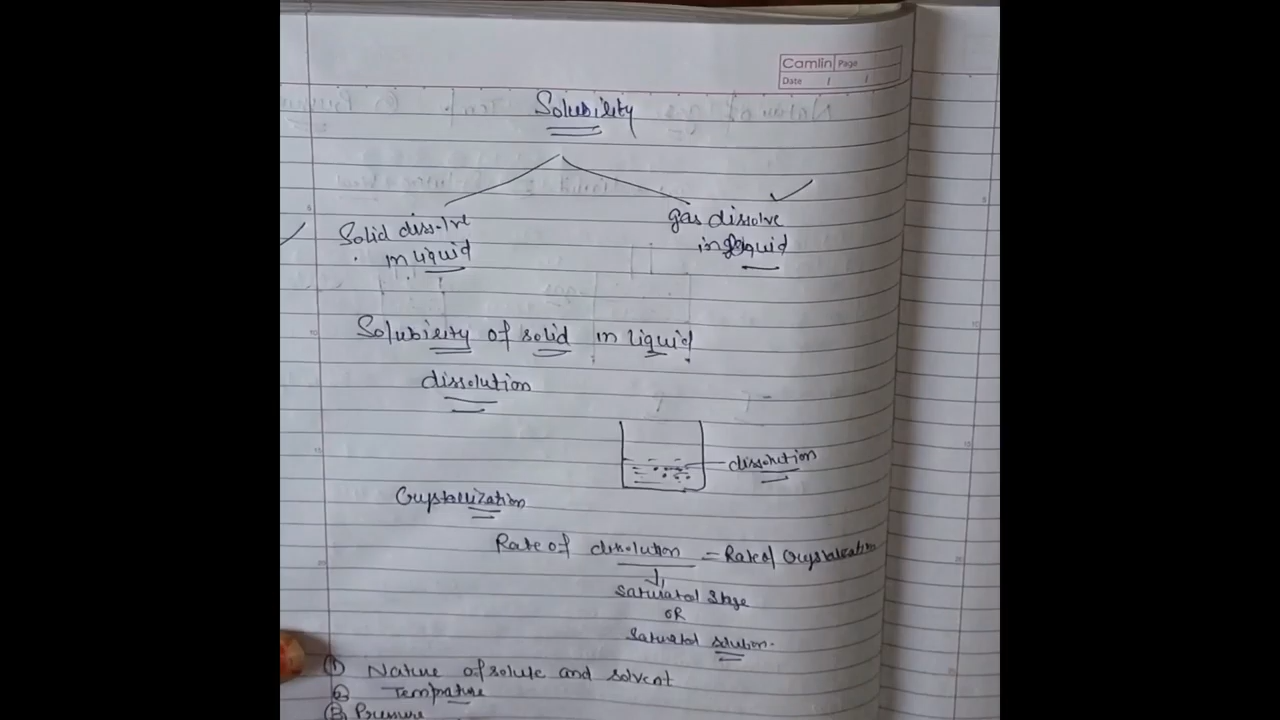 Camlin Page
Date / /
Solubility
Solid dissolve
in liquid
gas dissolve
in liquid
Solubility of solid in liquid
dissolution
dissolution
Crystallization
Rate of dissolution = Rate of Crystallization
Saturated Stage
OR
Saturated solution.
① Nature of solute and solvent
② Temprature
③ Pressure